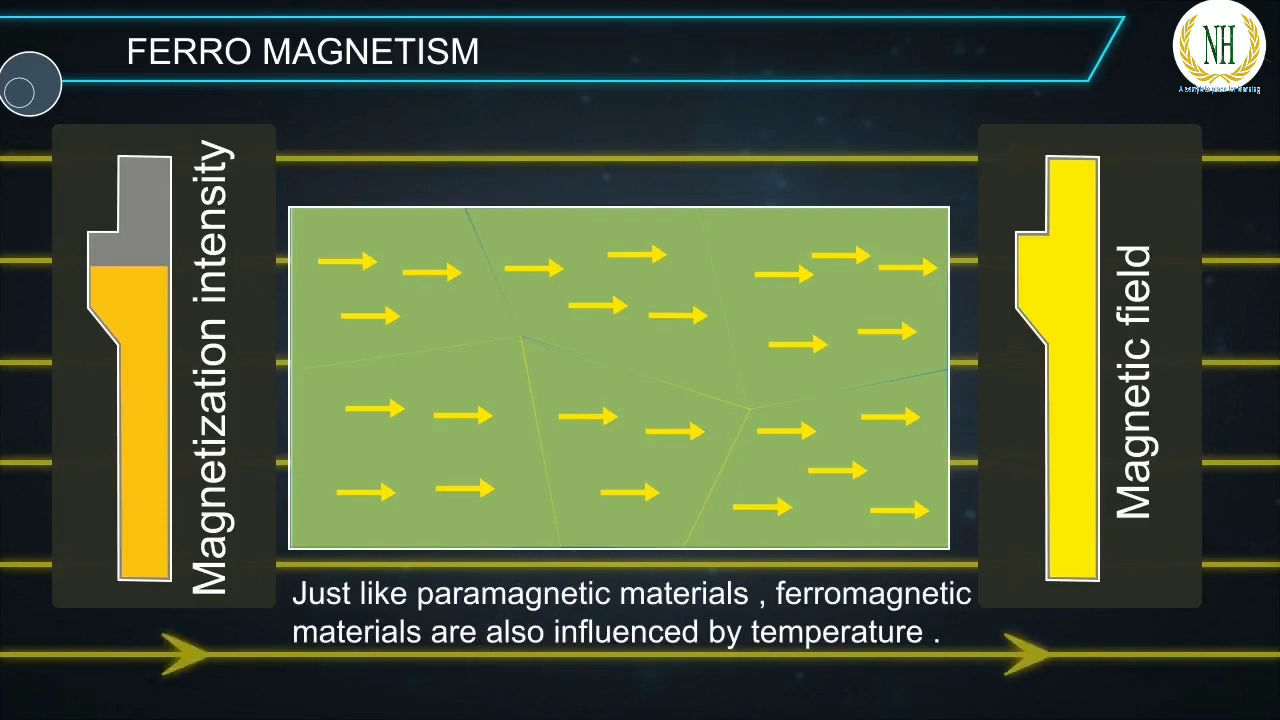 FERRO MAGNETISM
NH
Magnetization intensity
Magnetic field
Just like paramagnetic materials , ferromagnetic
materials are also influenced by temperature .